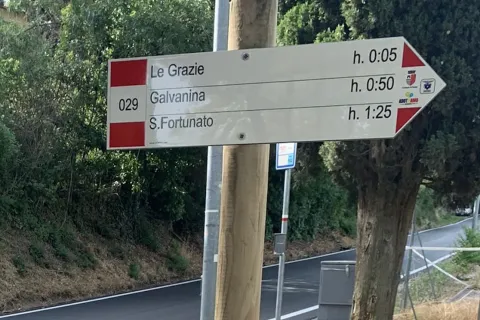 Le Grazie h. 0:05
029 Galvanina h. 0:50
S.Fortunato h. 1:25